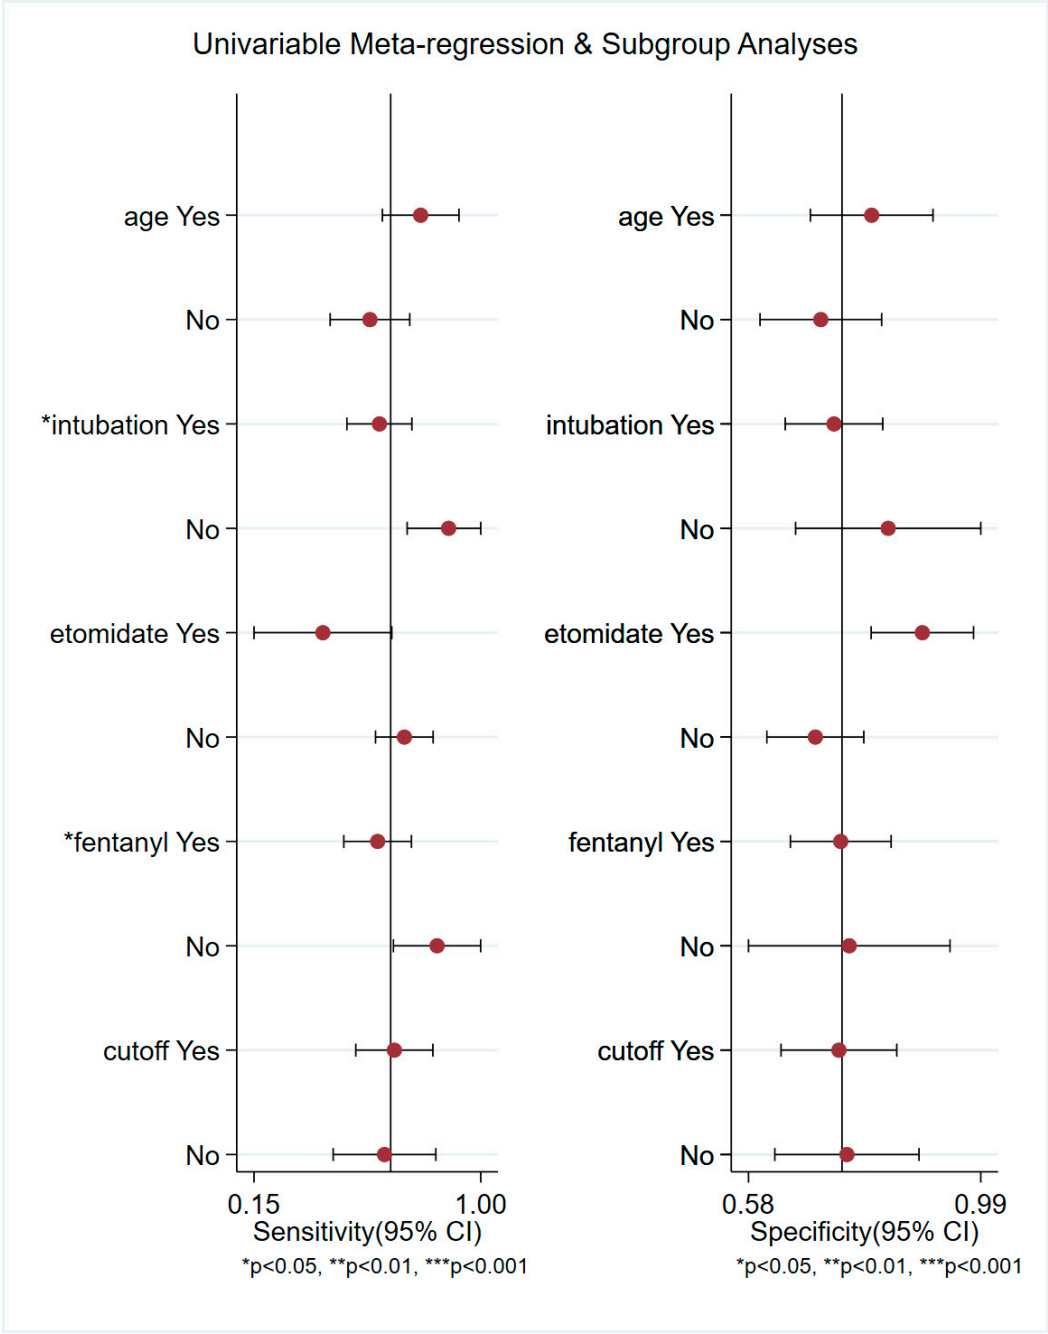 Univariable Meta-regression & Subgroup Analyses
age Yes
No
*intubation Yes
No
etomidate Yes
No
*fentanyl Yes
No
cutoff Yes
No
0.15 1.00
Sensitivity(95% CI)
*p<0.05, **p<0.01, ***p<0.001
age Yes
No
intubation Yes
No
etomidate Yes
No
fentanyl Yes
No
cutoff Yes
No
0.58 0.99
Specificity(95% CI)
*p<0.05, **p<0.01, ***p<0.001